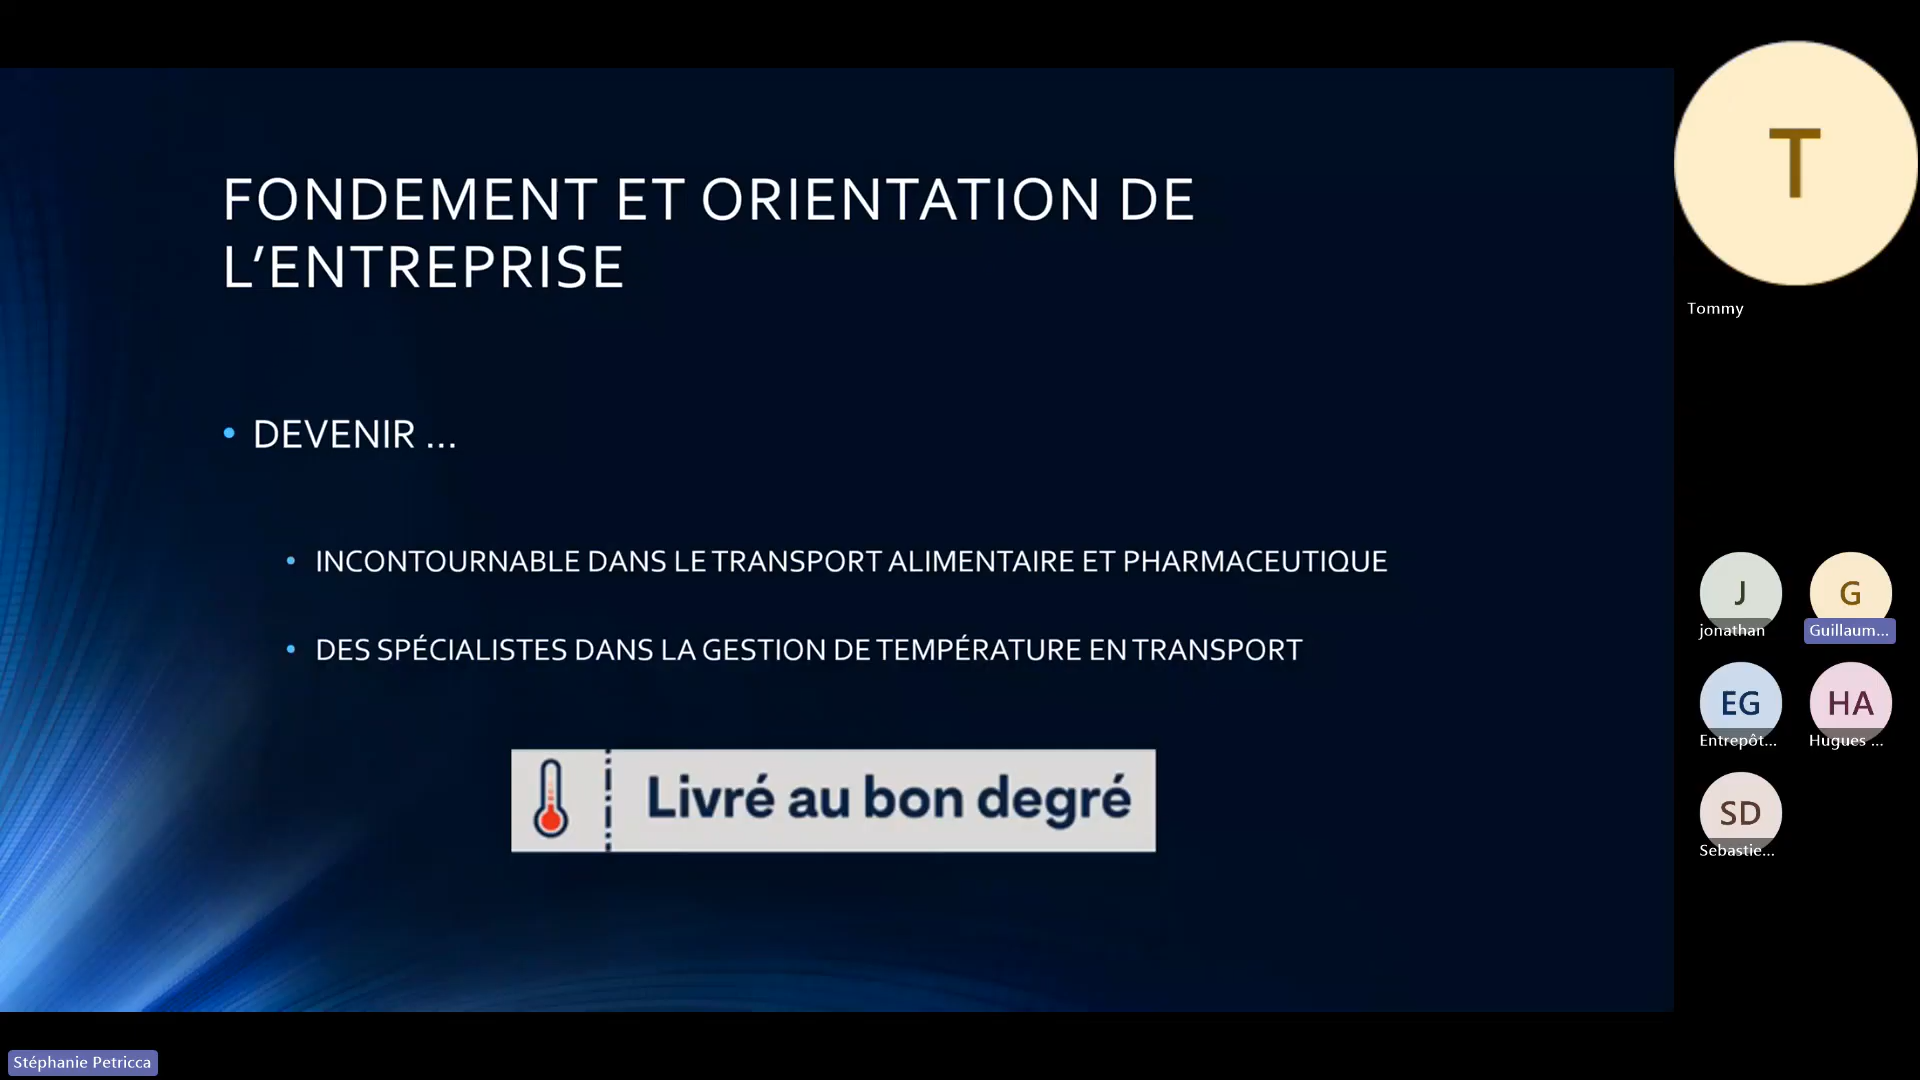 FONDEMENT ET ORIENTATION DE
L’ENTREPRISE
• DEVENIR ...
• INCONTOURNABLE DANS LE TRANSPORT ALIMENTAIRE ET PHARMACEUTIQUE
• DES SPÉCIALISTES DANS LA GESTION DE TEMPÉRATURE EN TRANSPORT
Livré au bon degré
T
Tommy
J
jonathan
G
Guillaum...
EG
Entrepôt...
HA
Hugues ...
SD
Sebastie...
Stéphanie Petricca